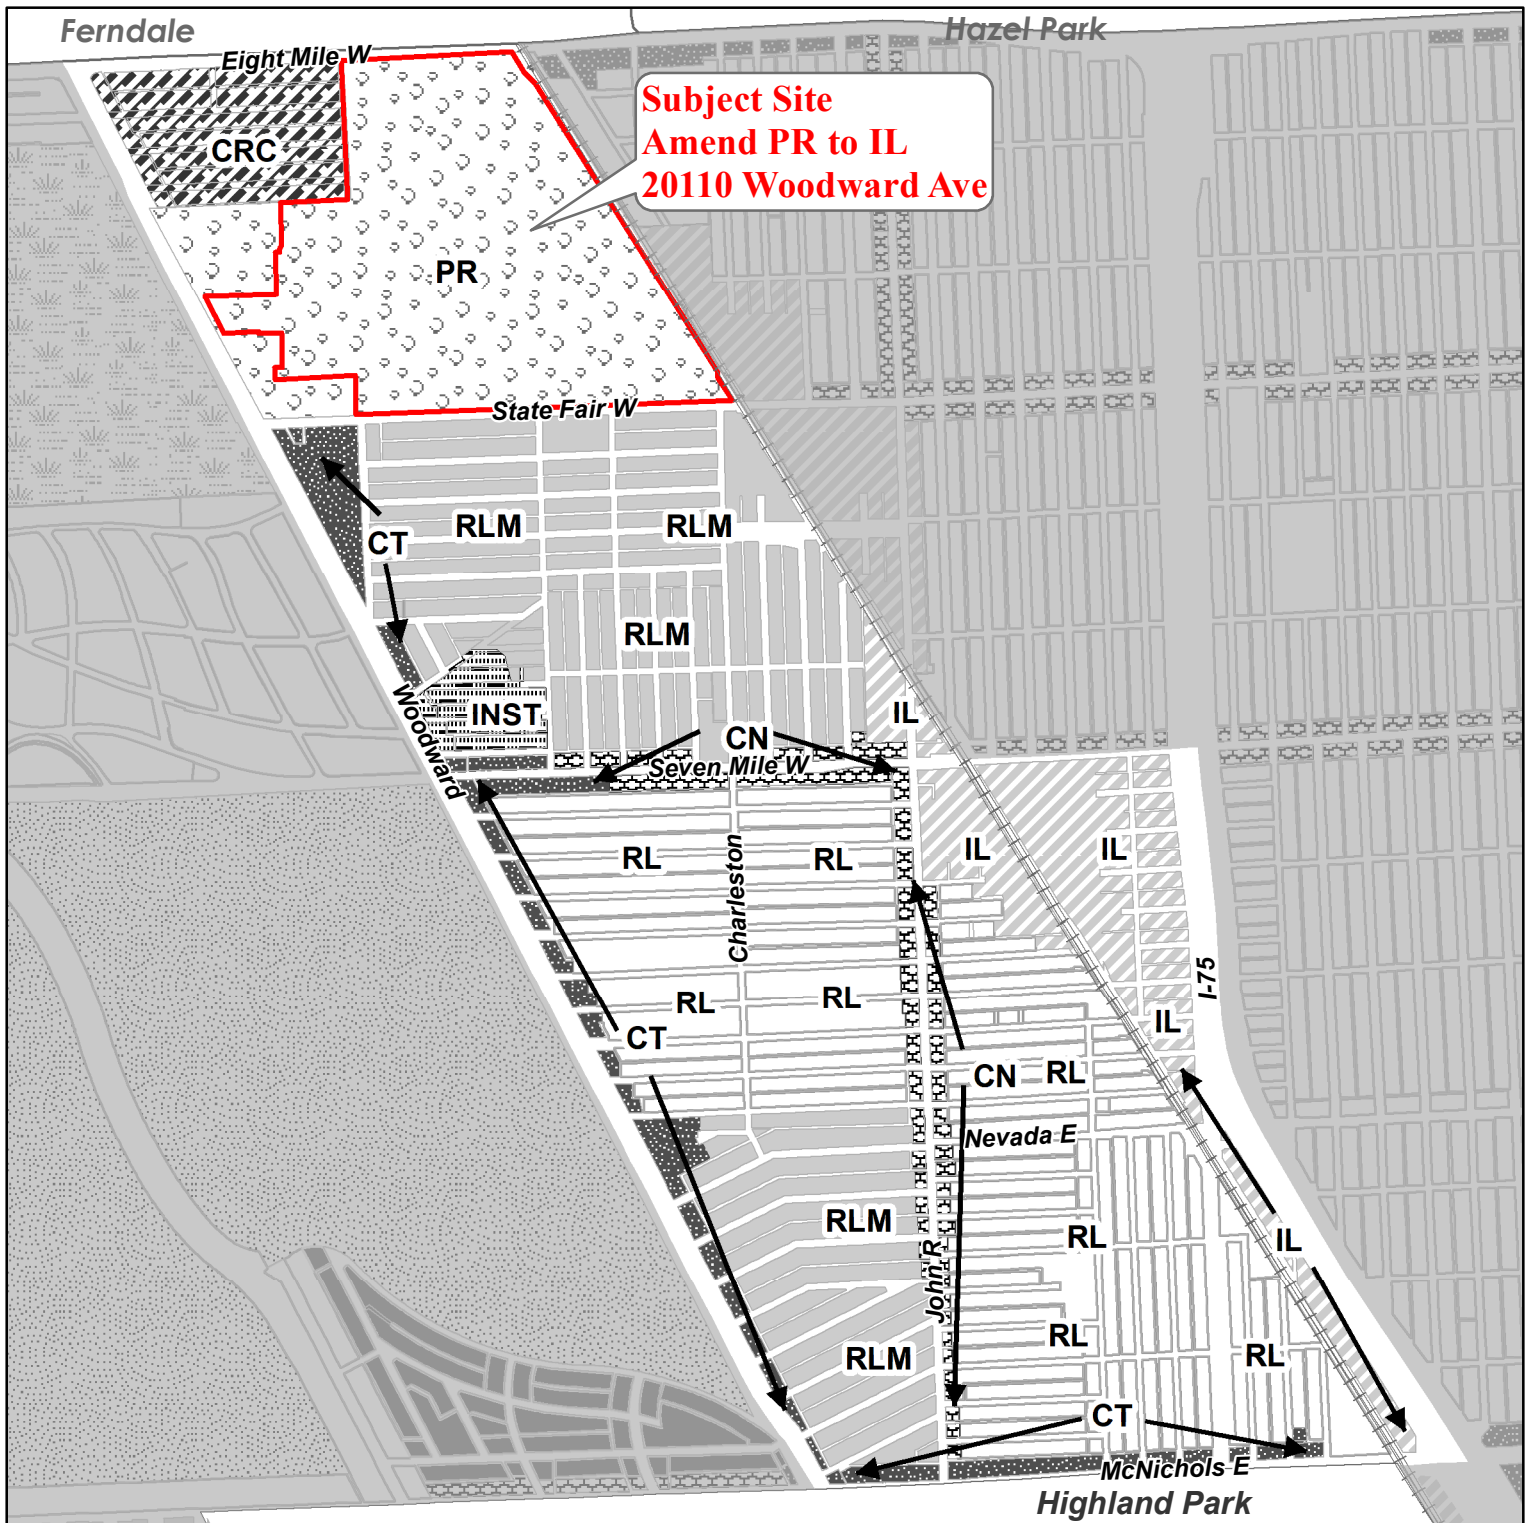 Ferndale
Hazel Park
Eight Mile W
Subject Site
Amend PR to IL
20110 Woodward Ave
CRC
PR
State Fair W
CT
RLM
RLM
RLM
Woodward
INST
IL
CN
Seven Mile W
RL
Charleston
RL
IL
IL
RL
RL
I-75
IL
CT
CN
RL
Nevada E
RLM
John R
RL
IL
RL
RLM
RL
CT
McNichols E
Highland Park